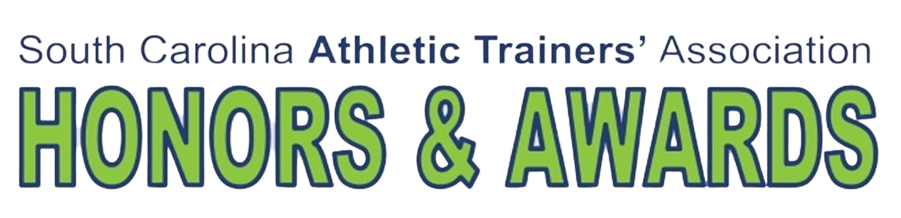 South Carolina Athletic Trainers’ Association
HONORS & AWARDS